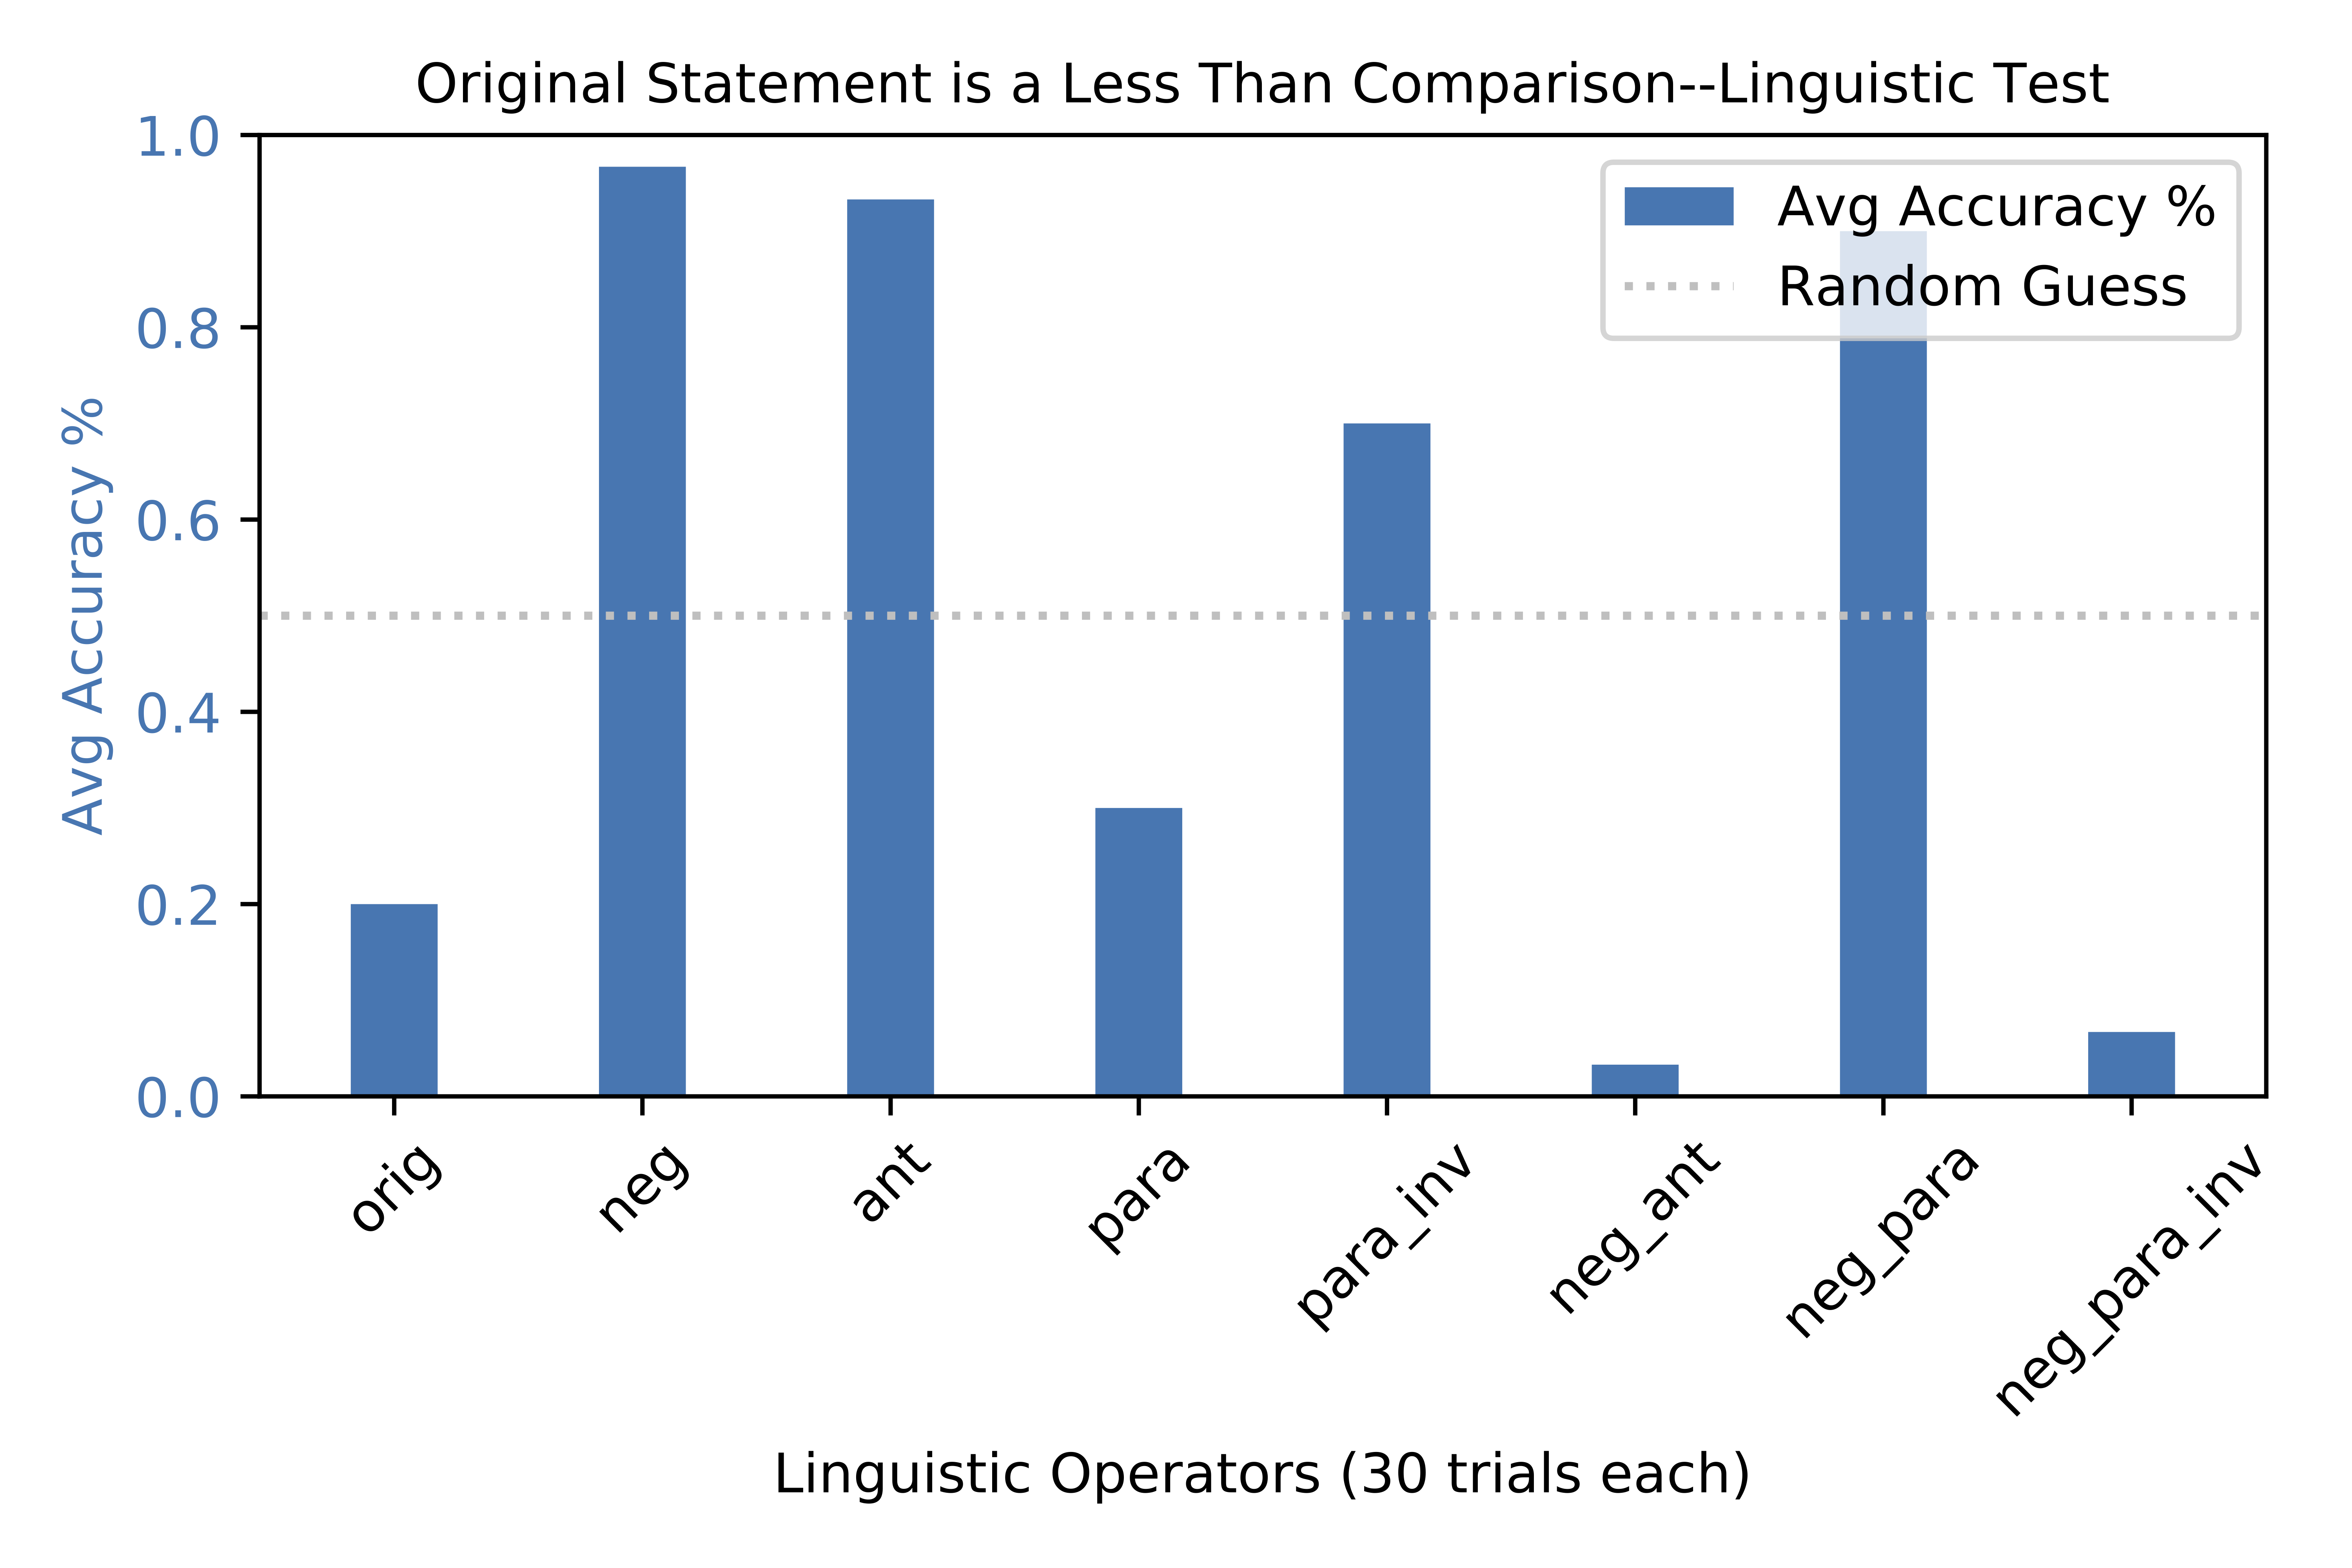 Original Statement is a Less Than Comparison--Linguistic Test
Avg Accuracy %
1.0
0.8
0.6
0.4
0.2
0.0
Avg Accuracy %
Random Guess
orig
neg
ant
para
para_inv
neg_ant
neg_para
neg_para_inv
Linguistic Operators (30 trials each)